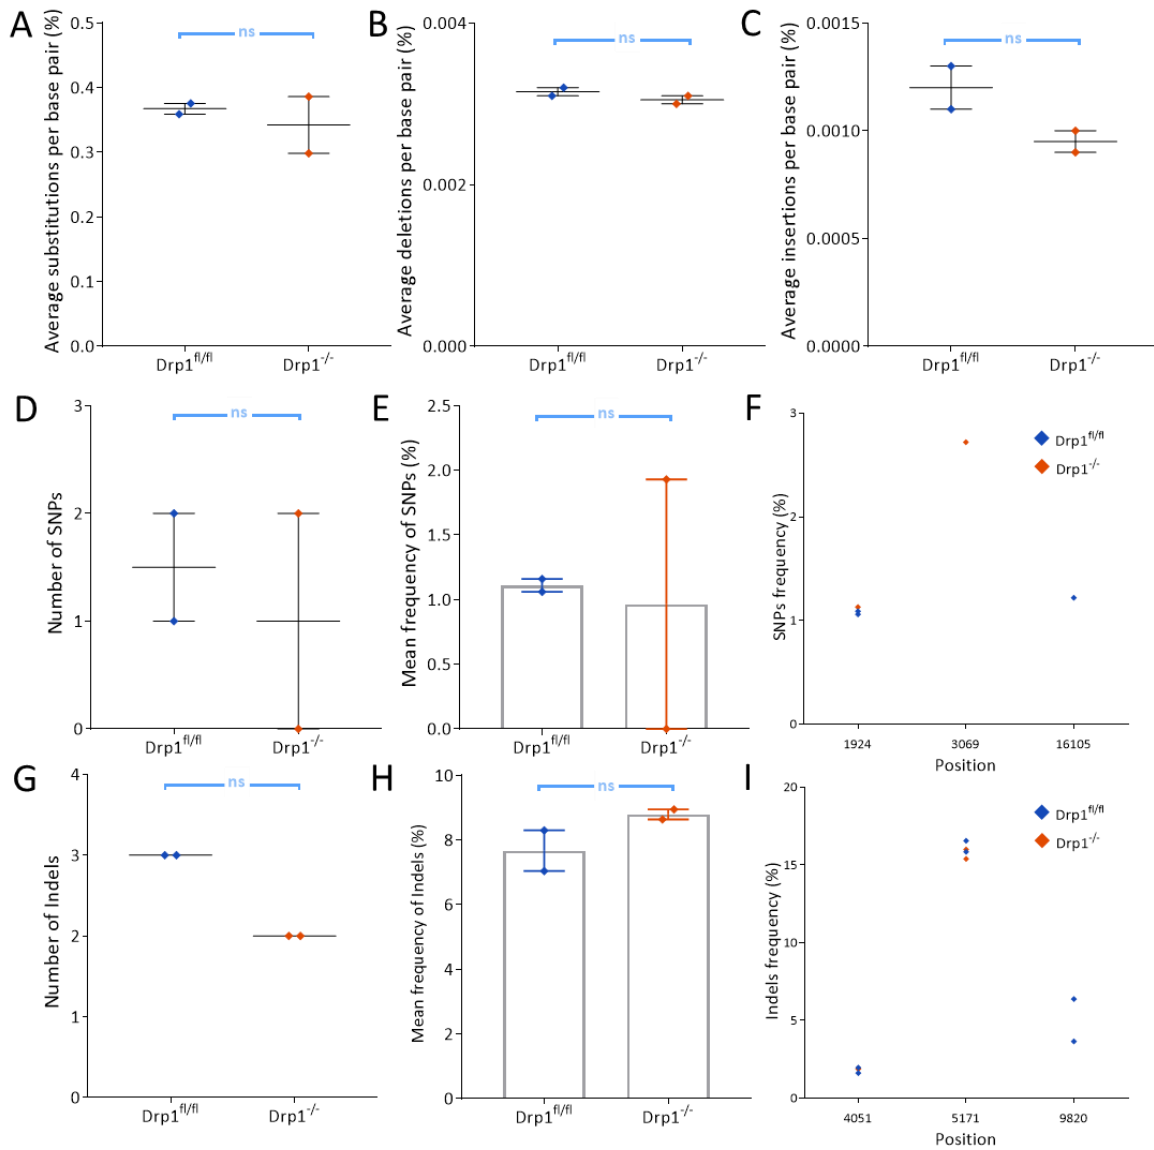 A
Average substitutions per base pair (%)
0.5
0.4
0.3
0.2
0.1
0.0
ns
Drp1fl/fl
Drp1-/-
B
Average deletions per base pair (%)
0.004
0.002
0.000
ns
Drp1fl/fl
Drp1-/-
C
Average insertions per base pair (%)
0.0015
0.0010
0.0005
0.0000
ns
Drp1fl/fl
Drp1-/-
D
Number of SNPs
3
2
1
0
ns
Drp1fl/fl
Drp1-/-
E
Mean frequency of SNPs (%)
2.5
2.0
1.5
1.0
0.5
0.0
ns
Drp1fl/fl
Drp1-/-
F
SNPs frequency (%)
3
2
1
0
Drp1fl/fl
Drp1-/-
1924
3069
16105
Position
G
Number of Indels
4
3
2
1
0
ns
Drp1fl/fl
Drp1-/-
H
Mean frequency of Indels (%)
10
8
6
4
2
0
ns
Drp1fl/fl
Drp1-/-
I
Indels frequency (%)
20
15
10
5
0
Drp1fl/fl
Drp1-/-
4051
5171
9820
Position